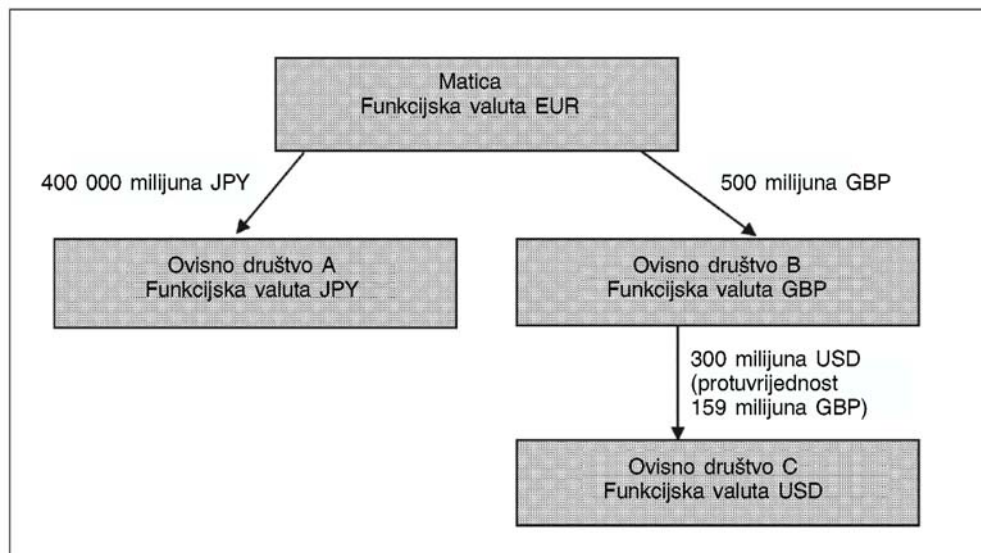 Matica
Funkcijska valuta EUR
400 000 milijuna JPY
500 milijuna GBP
Ovisno društvo A
Funkcijska valuta JPY
Ovisno društvo B
Funkcijska valuta GBP
300 milijuna USD
(protuvrijednost
159 milijuna GBP)
Ovisno društvo C
Funkcijska valuta USD